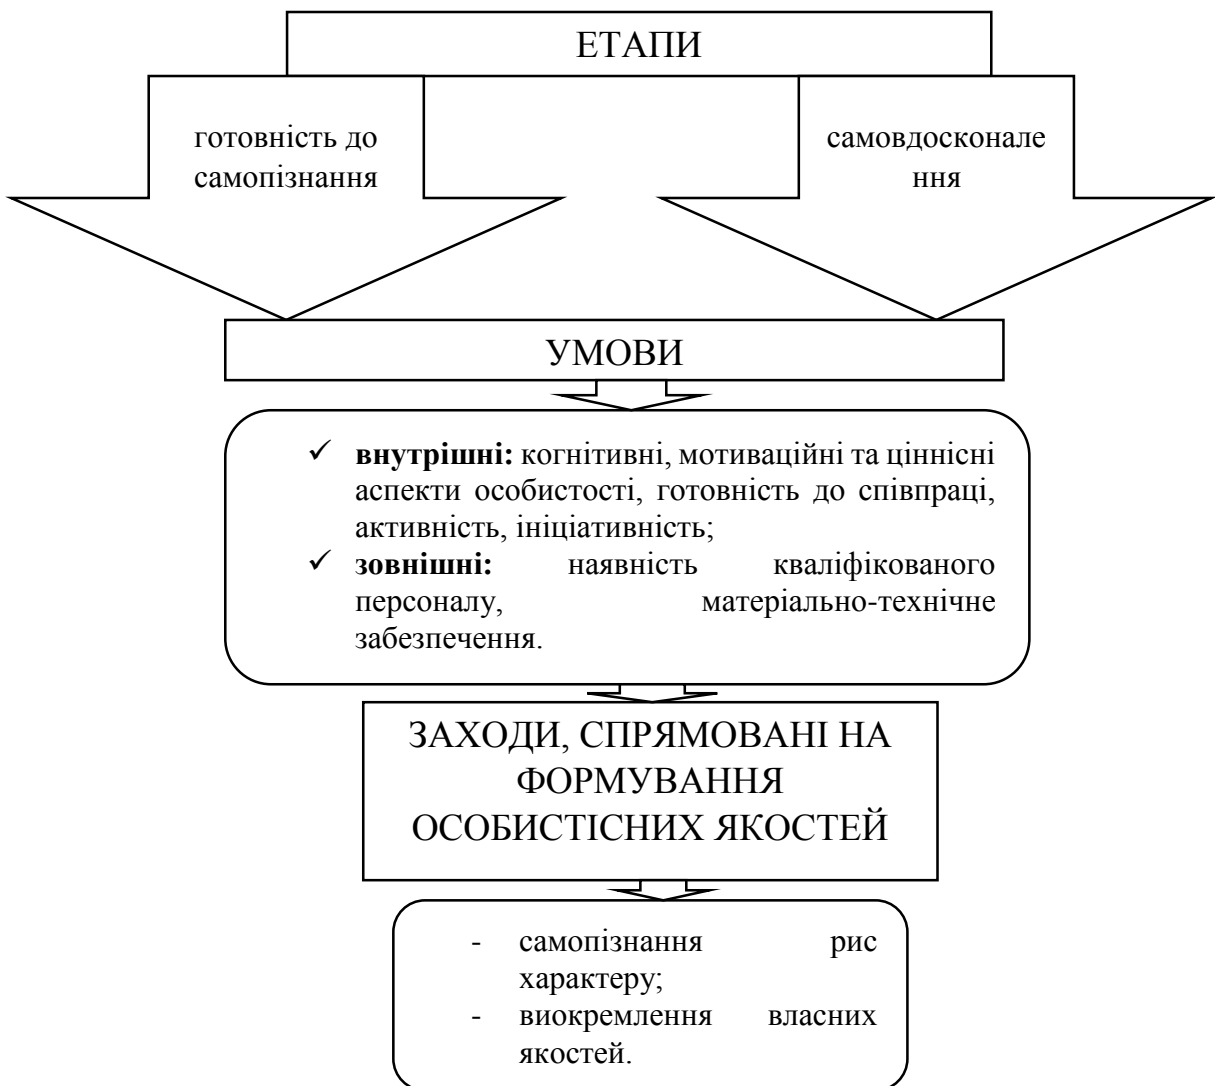 ЕТАПИ
готовність до
самопізнання
самовдосконале
ння
УМОВИ
✓ внутрішні: когнітивні, мотиваційні та ціннісні
аспекти особистості, готовність до співпраці,
активність, ініціативність;
✓ зовнішні: наявність кваліфікованого
персоналу, матеріально-технічне
забезпечення.
ЗАХОДИ, СПРЯМОВАНІ НА
ФОРМУВАННЯ
ОСОБИСТІСНИХ ЯКОСТЕЙ
- самопізнання рис
характеру;
- виокремлення власних
якостей.